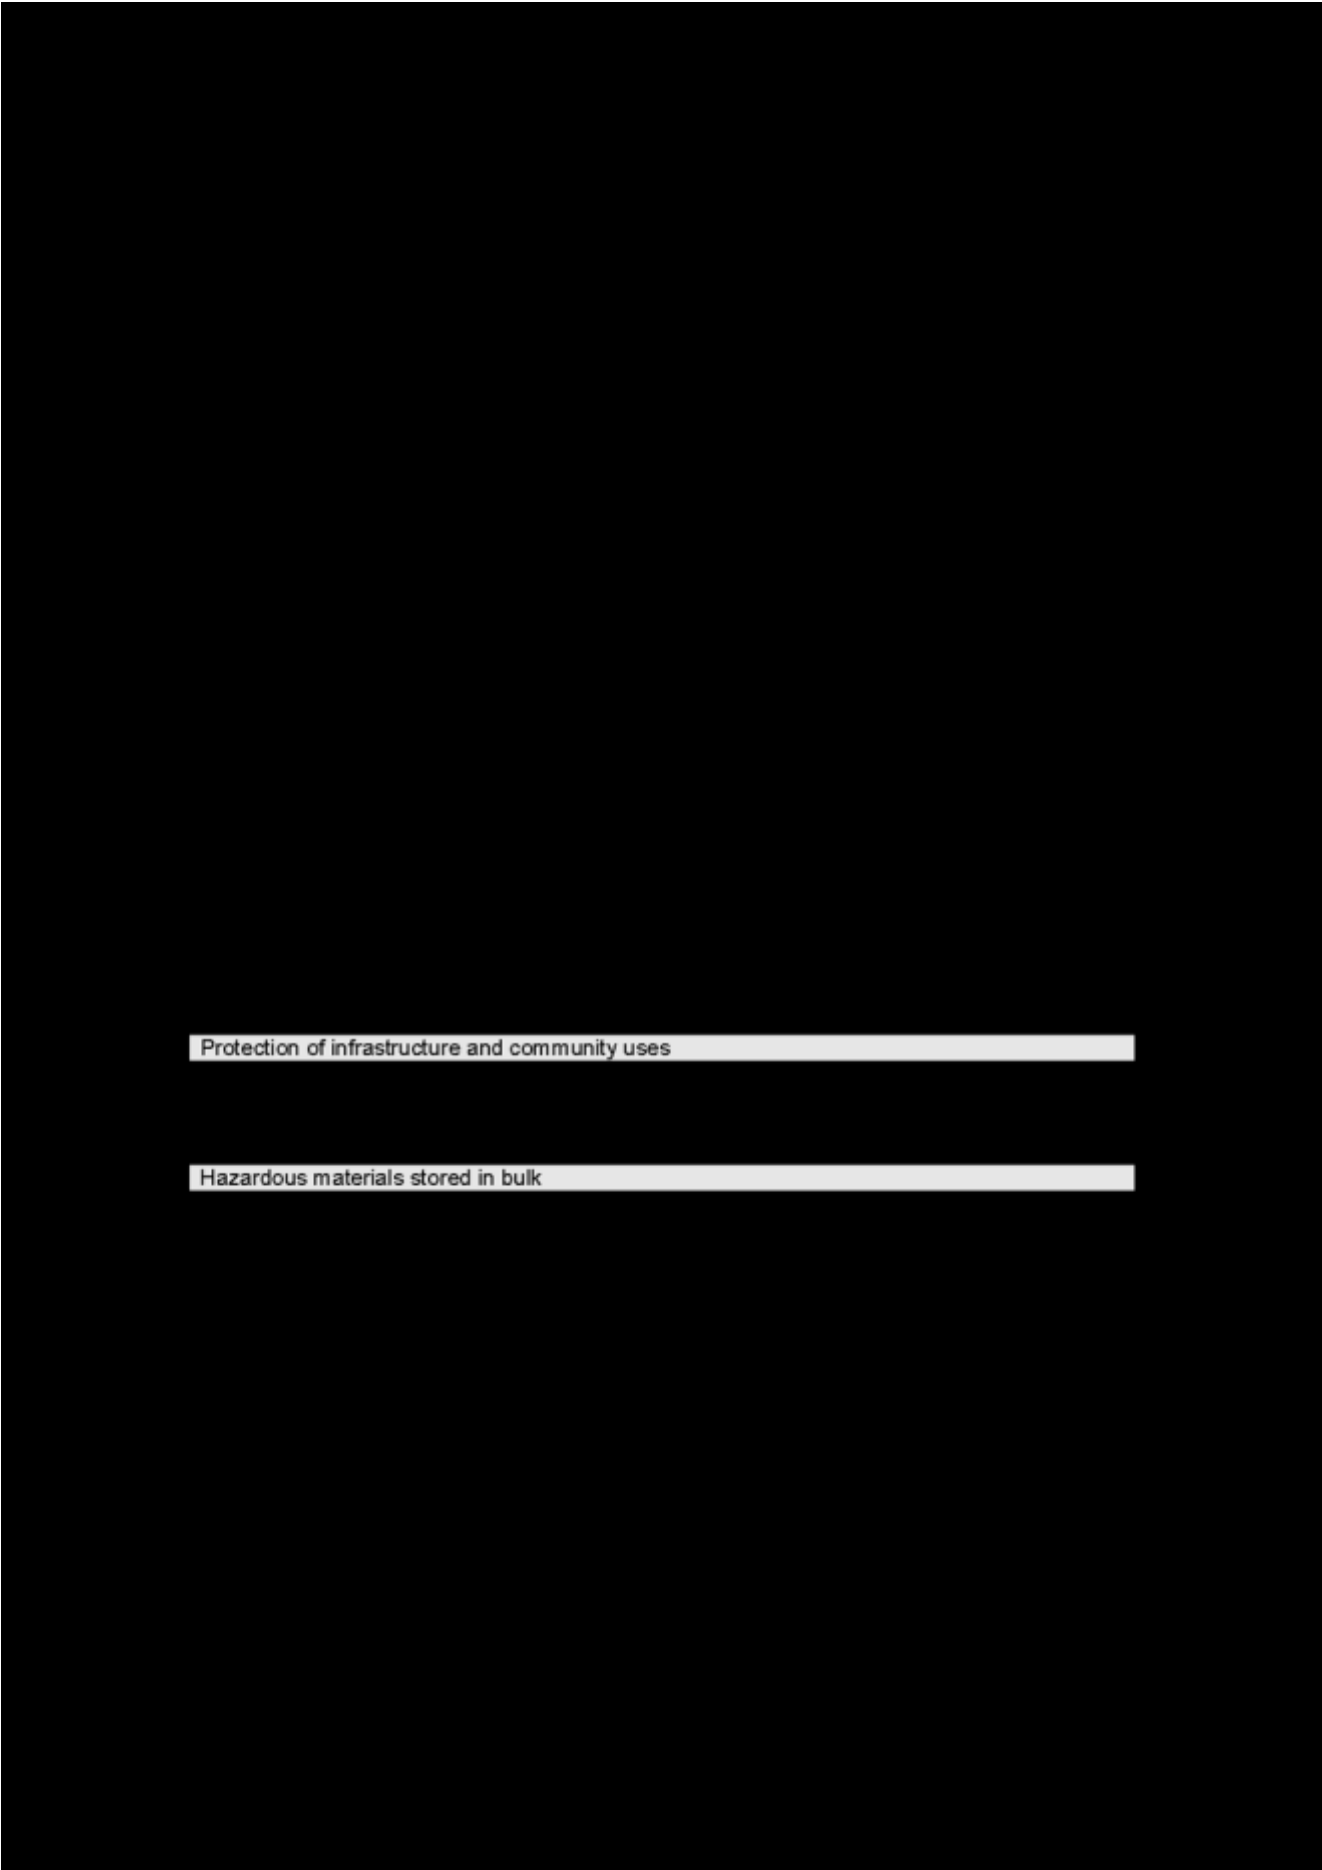 Protection of infrastructure and community uses
Hazardous materials stored in bulk